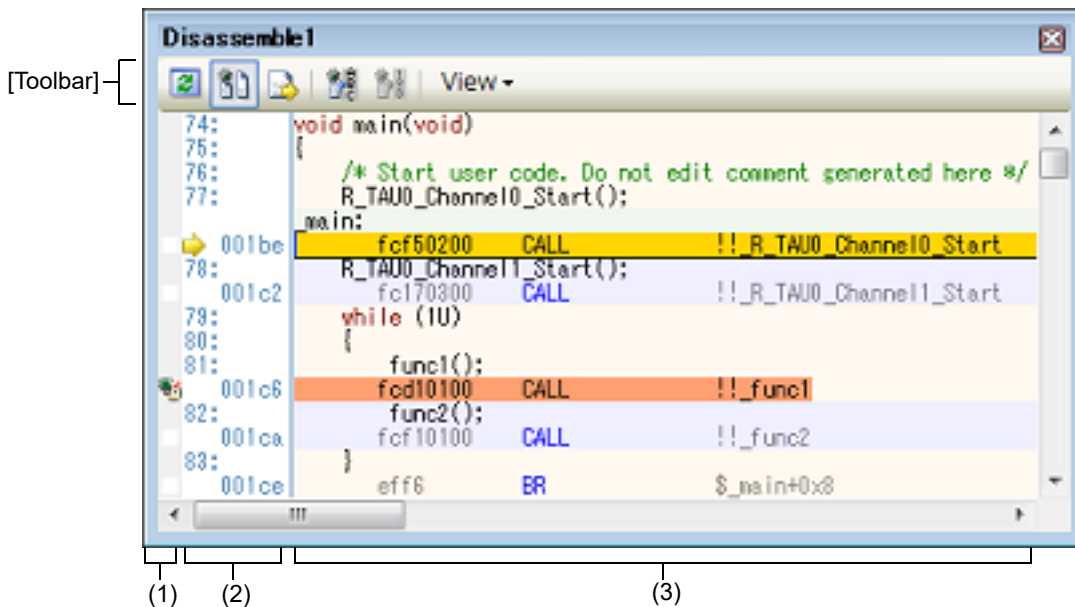 Disassemble1
[Toolbar]
View
74: void main(void)
75: {
76: /* Start user code. Do not edit comment generated here */
77: R_TAU0_Channel0_Start();
_main:
001be fcf50200 CALL !!_R_TAU0_Channel0_Start
78: R_TAU0_Channel1_Start();
001c2 fc170300 CALL !!_R_TAU0_Channel1_Start
79: while (1U)
80: {
81: func1();
001c6 fcd10100 CALL !!_func1
82: func2();
001ca fcf10100 CALL !!_func2
83: }
001ce eff6 BR $_main+0x8
(1) (2) (3)